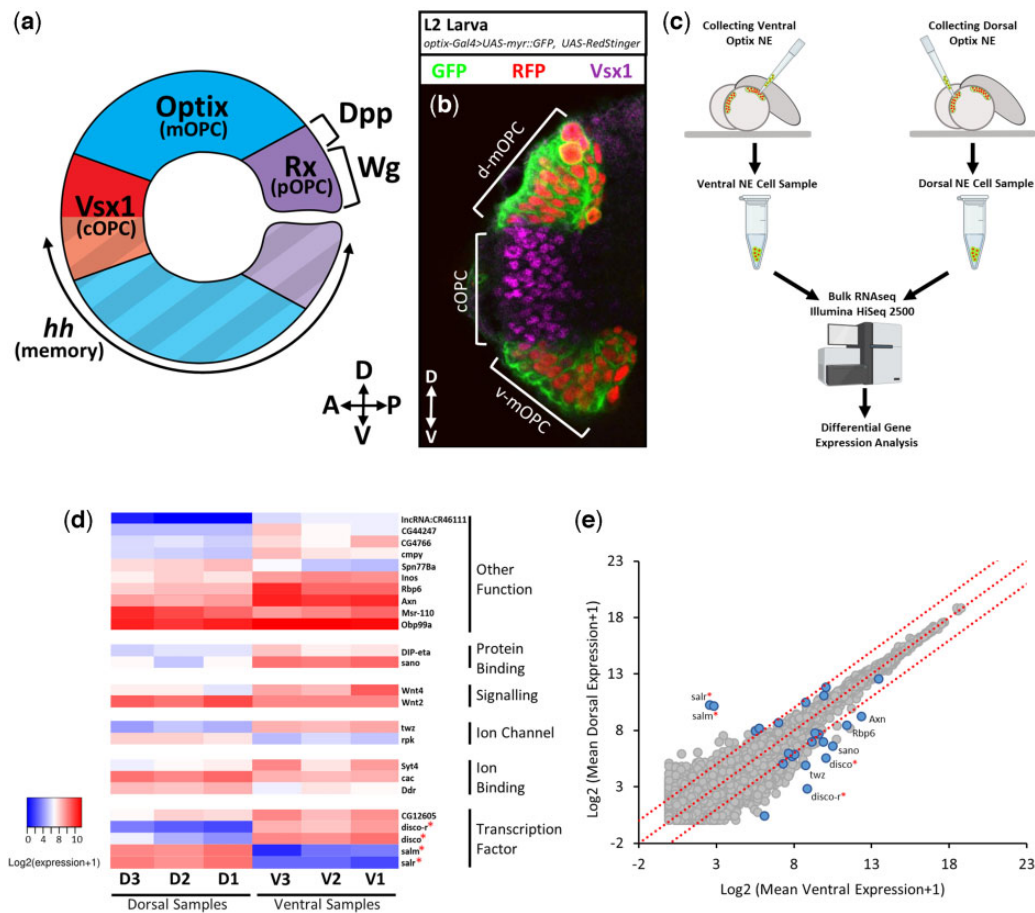 (a)
Optix
(mOPC)
Dpp
Rx
(pOPC)
Wg
Vsx1
(cOPC)
hh
(memory)
D
A P
V
L2 Larva
optix-Gal4>UAS-myr::GFP, UAS-RedStinger
GFP RFP Vsx1
(b)
d-mOPC
cOPC
v-mOPC
D
V
(c)
Collecting Ventral
Optix NE
Collecting Dorsal
Optix NE
Ventral NE Cell Sample
Dorsal NE Cell Sample
Bulk RNAseq
Illumina HiSeq 2500
Differential Gene
Expression Analysis
(d)
lncRNA:CR46111
CG44247
CG4766
cmpy
Spn77Ba
Inos
Rbp6
Axn
Msr-110
Obp99a
Other
Function
DIP-eta
sano
Protein
Binding
Wnt4
Wnt2
Signalling
twz
rpk
Ion Channel
Syt4
cac
Ddr
Ion
Binding
CG12605
disco-r*
disco*
salm*
salr*
Transcription
Factor
0 4 6 8 10
Log2(expression+1)
D3 D2 D1 V3 V2 V1
Dorsal Samples Ventral Samples
(e)
Log2 (Mean Dorsal Expression+1)
23
18
13
8
3
-2
salr*
salm*
Axn
Rbp6
sano
disco*
twz
disco-r*
-2 3 8 13 18 23
Log2 (Mean Ventral Expression+1)